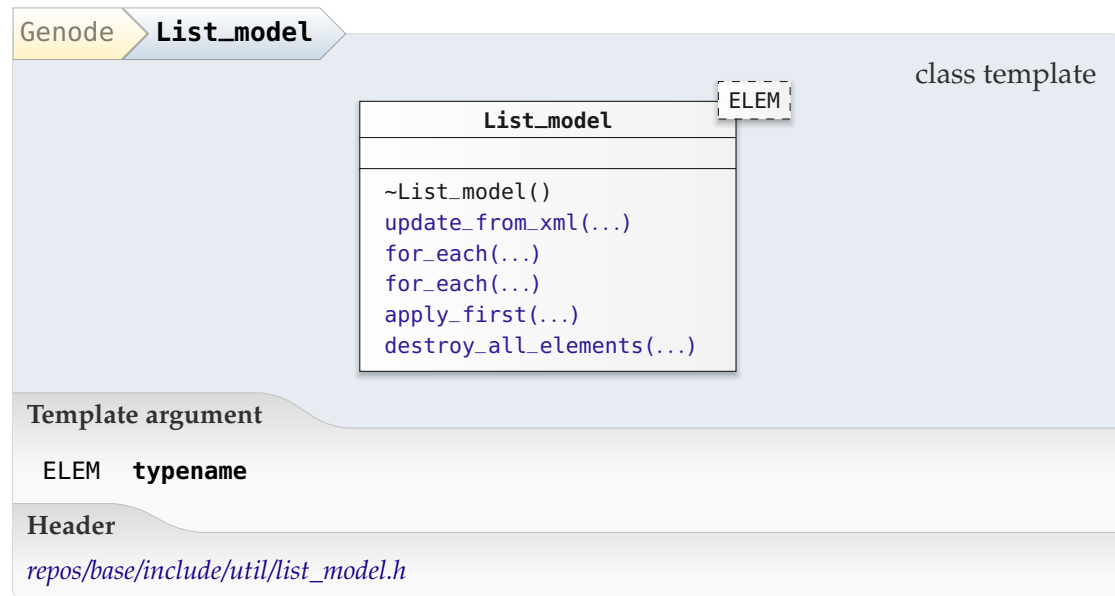 Genode List_model
class template
ELEM
List_model
~List_model()
update_from_xml(...)
for_each(...)
for_each(...)
apply_first(...)
destroy_all_elements(...)
Template argument
ELEM typename
Header
repos/base/include/util/list_model.h